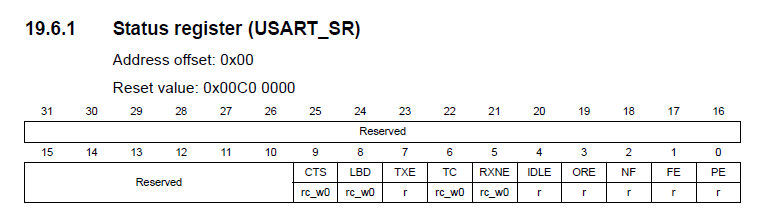 19.6.1 Status register (USART_SR)
Address offset: 0x00
Reset value: 0x00C0 0000
31 30 29 28 27 26 25 24 23 22 21 20 19 18 17 16
Reserved
15 14 13 12 11 10 9 8 7 6 5 4 3 2 1 0
Reserved CTS LBD TXE TC RXNE IDLE ORE NF FE PE
rc_w0 rc_w0 r rc_w0 rc_w0 r r r r r